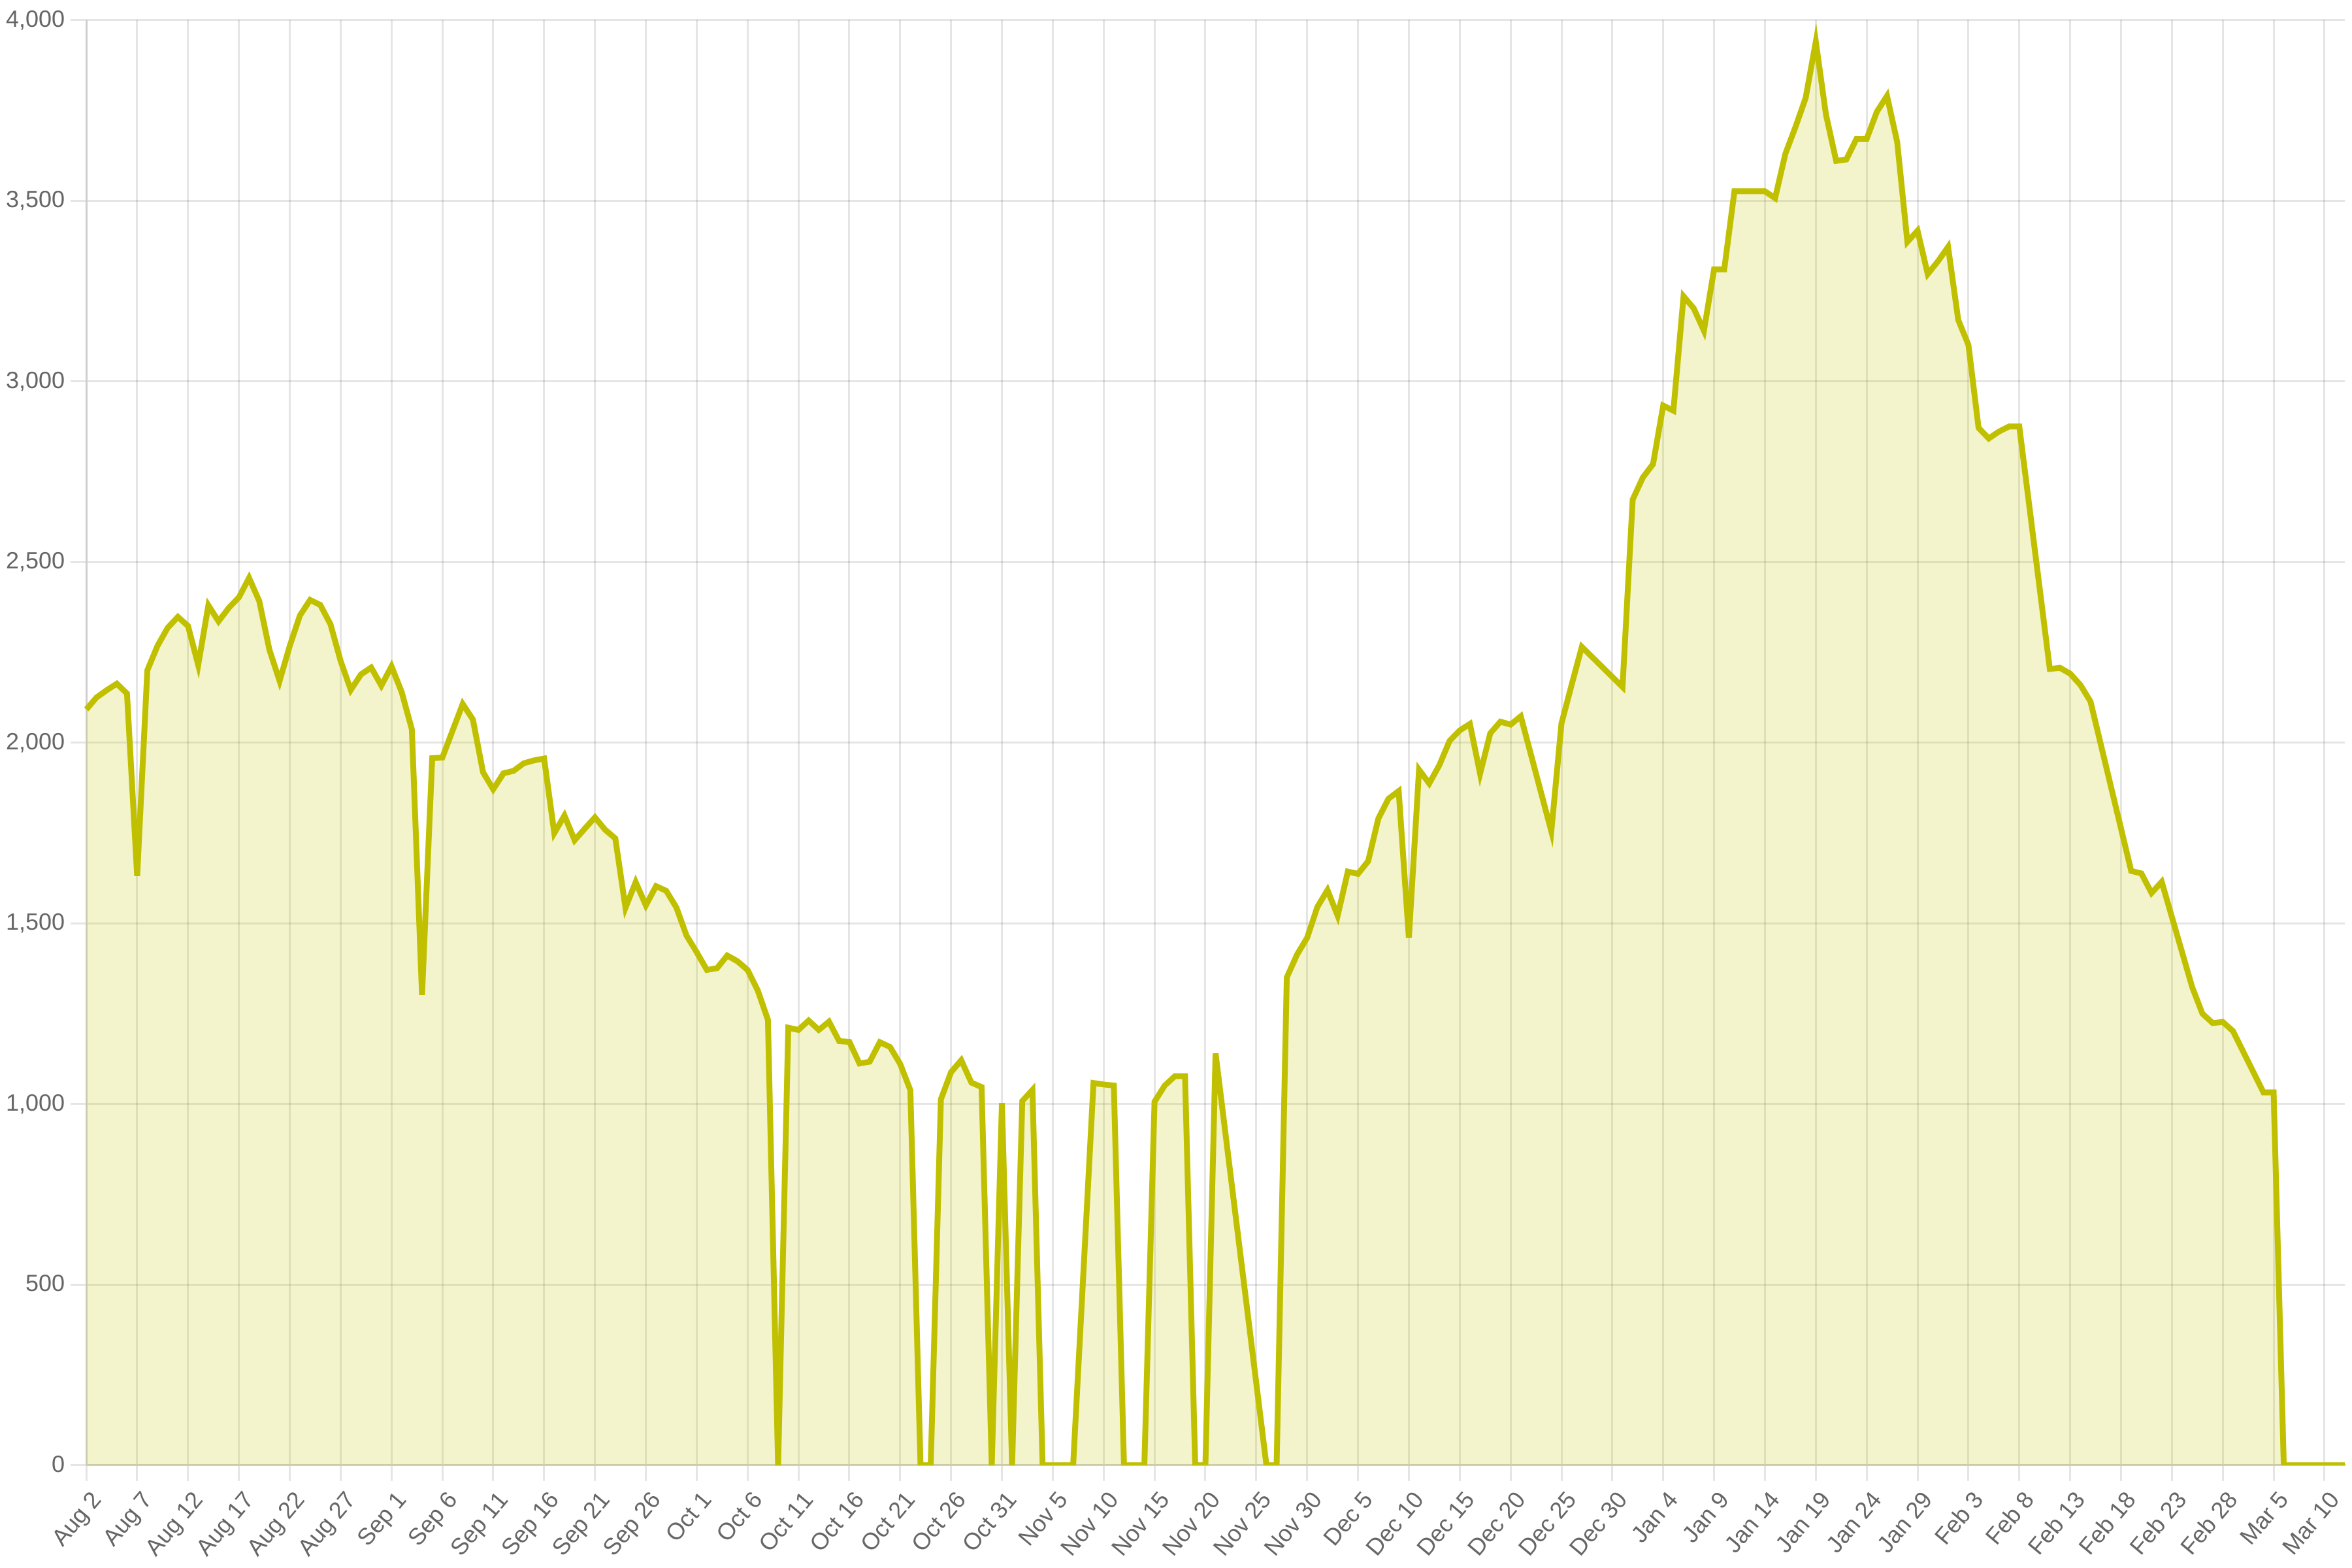 4,000
3,500
3,000
2,500
2,000
1,500
1,000
500
0
Aug 2
Aug 7
Aug 12
Aug 17
Aug 22
Aug 27
Sep 1
Sep 6
Sep 11
Sep 16
Sep 21
Sep 26
Oct 1
Oct 6
Oct 11
Oct 16
Oct 21
Oct 26
Oct 31
Nov 5
Nov 10
Nov 15
Nov 20
Nov 25
Nov 30
Dec 5
Dec 10
Dec 15
Dec 20
Dec 25
Dec 30
Jan 4
Jan 9
Jan 14
Jan 19
Jan 24
Jan 29
Feb 3
Feb 8
Feb 13
Feb 18
Feb 23
Feb 28
Mar 5
Mar 10